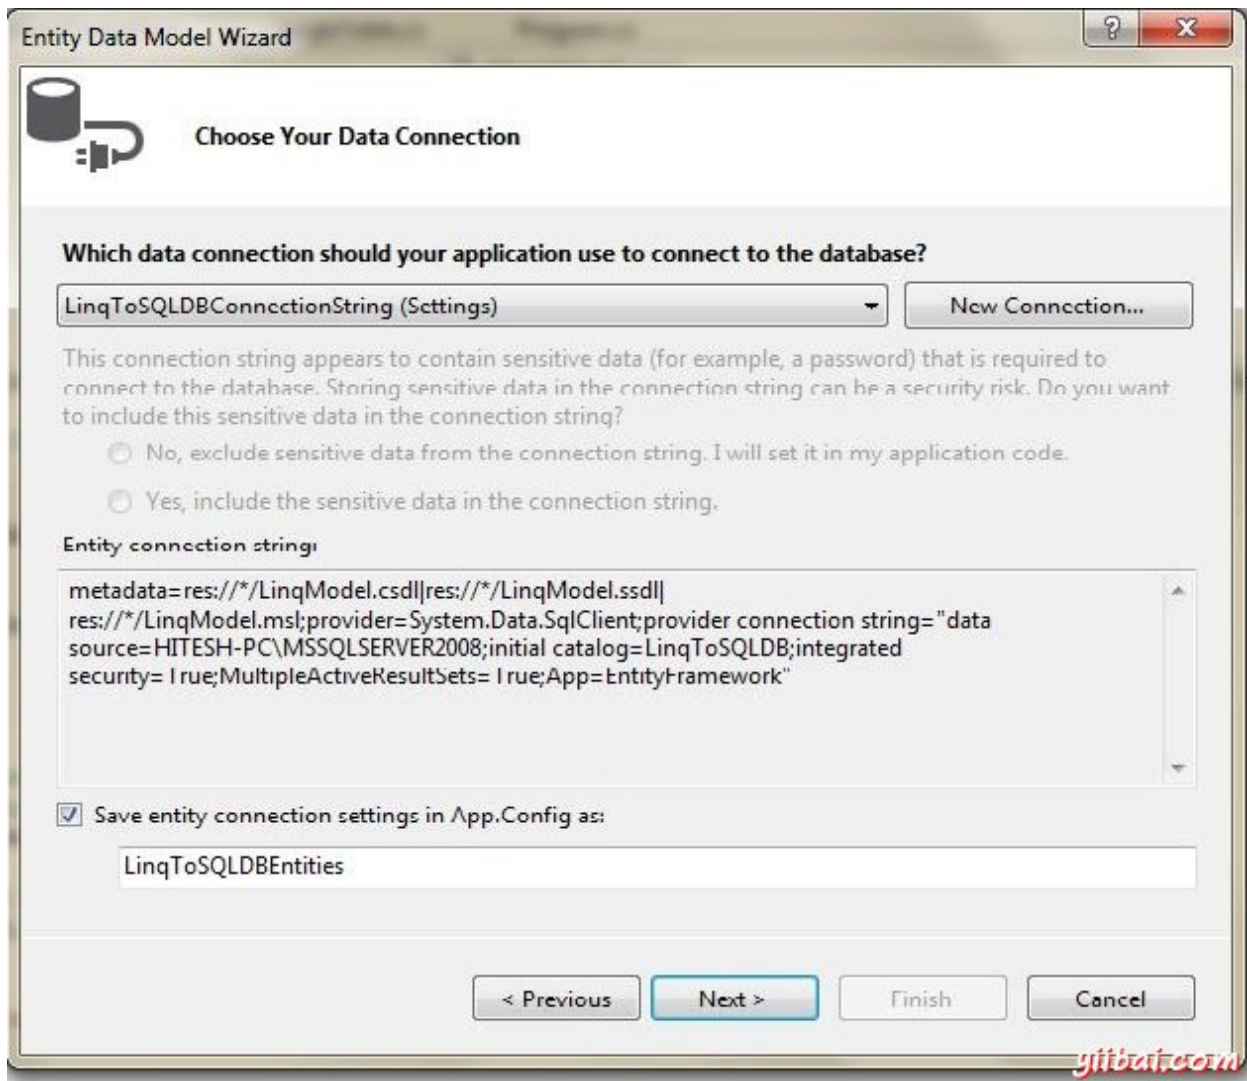 Entity Data Model Wizard
Choose Your Data Connection
Which data connection should your application use to connect to the database?
LinqToSQLDBConnectionString (Settings)
New Connection...
This connection string appears to contain sensitive data (for example, a password) that is required to
connect to the database. Storing sensitive data in the connection string can be a security risk. Do you want
to include this sensitive data in the connection string?
No, exclude sensitive data from the connection string. I will set it in my application code.
Yes, include the sensitive data in the connection string.
Entity connection string:
metadata=res://*/LinqModel.csdl|res://*/LinqModel.ssdl|
res://*/LinqModel.msl;provider=System.Data.SqlClient;provider connection string="data
source=HITESH-PC\MSSQLSERVER2008;initial catalog=LinqToSQLDB;integrated
security=True;MultipleActiveResultSets=True;App=EntityFramework"
Save entity connection settings in App.Config as:
LinqToSQLDBEntities
< Previous
Next >
Finish
Cancel
yiibai.com